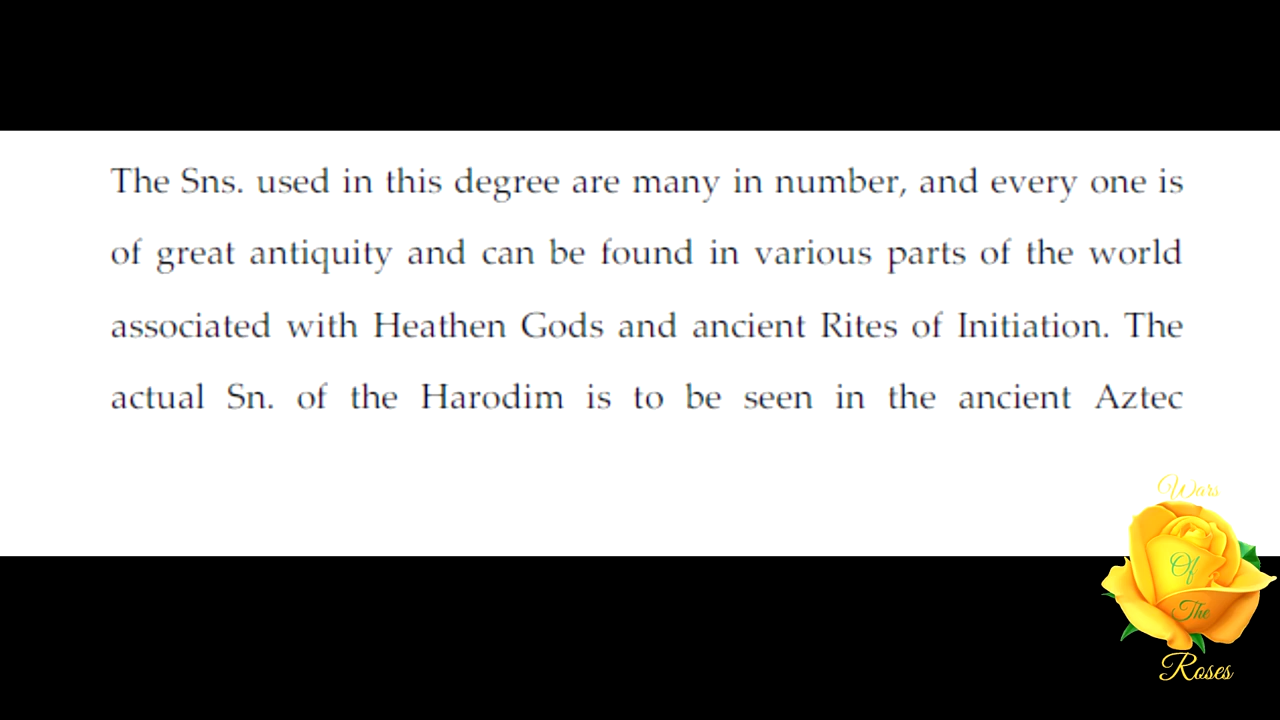 The Sns. used in this degree are many in number, and every one is
of great antiquity and can be found in various parts of the world
associated with Heathen Gods and ancient Rites of Initiation. The
actual Sn. of the Harodim is to be seen in the ancient Aztec
Wars
Of
The
Roses